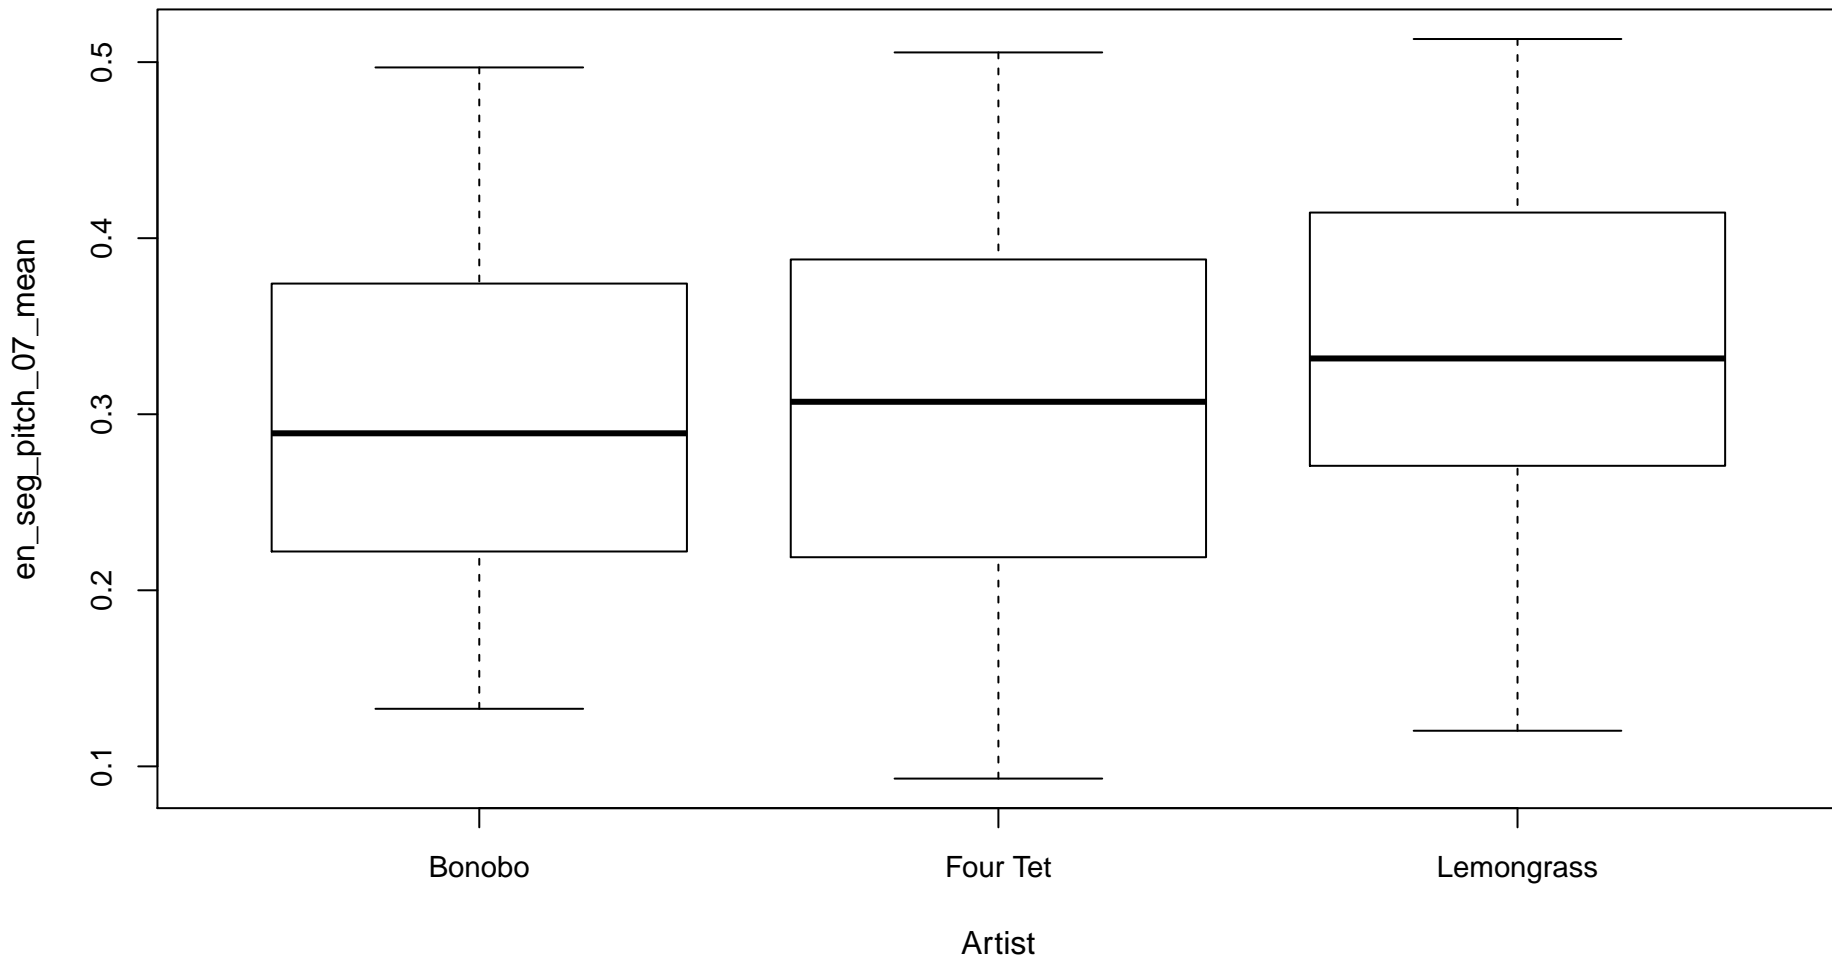 en_seg_pitch_07_mean
0.5
0.4
0.3
0.2
0.1
Bonobo
Four Tet
Lemongrass
Artist